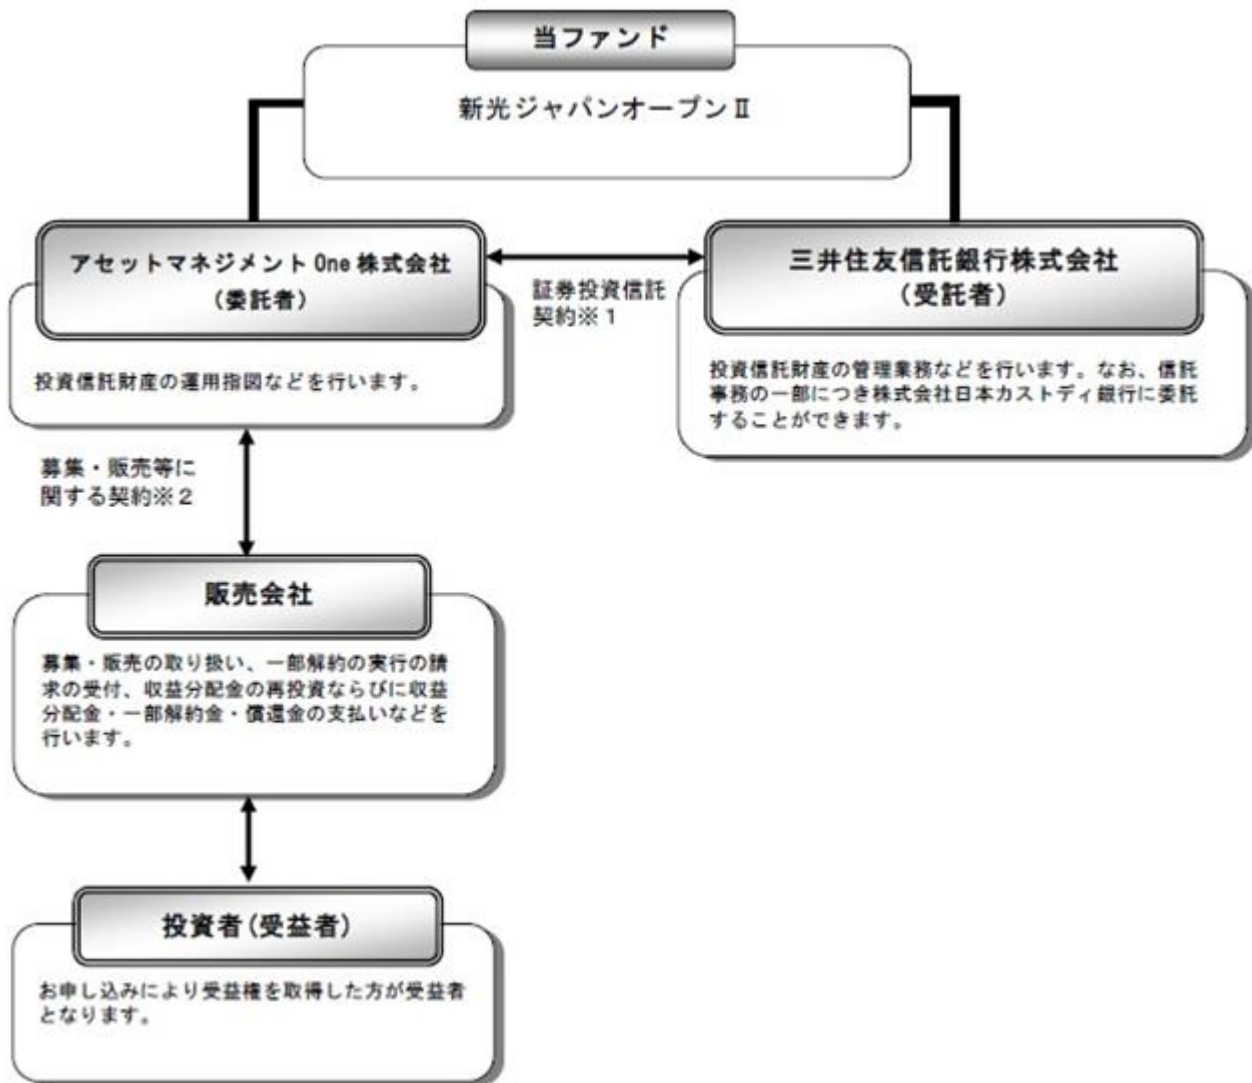 当ファンド
新光ジャパンオープンⅡ
アセットマネジメント One 株式会社
（委託者）
投資信託財産の運用指図などを行います。
証券投資信託
契約※１
三井住友信託銀行株式会社
（受託者）
投資信託財産の管理業務などを行います。なお、信託
事務の一部につき株式会社日本カストディ銀行に委託
することができます。
募集・販売等に
関する契約※２
販売会社
募集・販売の取り扱い、一部解約の実行の請
求の受付、収益分配金の再投資ならびに収益
分配金・一部解約金・償還金の支払いなどを
行います。
投資者(受益者)
お申し込みにより受益権を取得した方が受益者
となります。